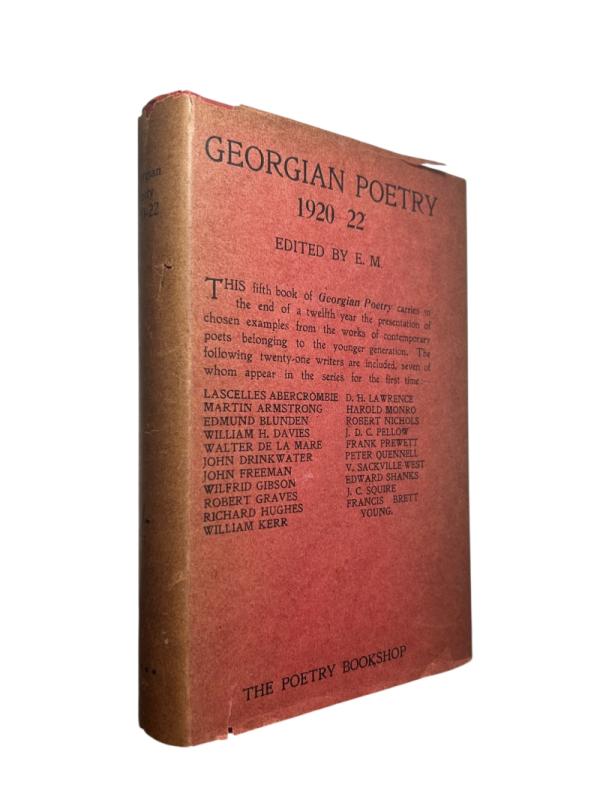 GEORGIAN POETRY
1920-22
EDITED BY E. M.
THIS fifth book of Georgian Poetry carries to
the end of a twelfth year the presentation of
chosen examples from the works of contemporary
poets belonging to the younger generation. The
following twenty-one writers are included, seven of
whom appear in the series for the first time:—
LASCELLES ABERCROMBIE
MARTIN ARMSTRONG
EDMUND BLUNDEN
WILLIAM H. DAVIES
WALTER DE LA MARE
JOHN DRINKWATER
JOHN FREEMAN
WILFRID GIBSON
ROBERT GRAVES
RICHARD HUGHES
WILLIAM KERR
D. H. LAWRENCE
HAROLD MONRO
ROBERT NICHOLS
J. D. C. PELLOW
FRANK PREWETT
PETER QUENNELL
V. SACKVILLE-WEST
EDWARD SHANKS
J. C. SQUIRE
FRANCIS BRETT
YOUNG.
THE POETRY BOOKSHOP